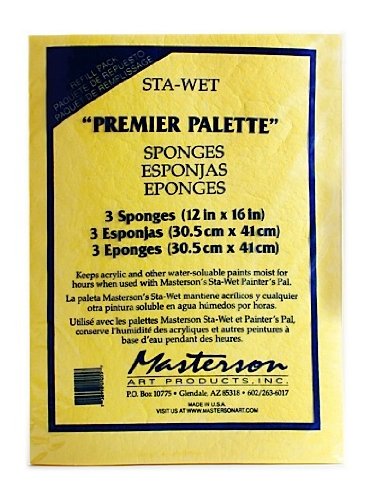 REFILL PACK
PAQUETE DE REPUESTO
PAQUET DE REMPLISSAGE
STA-WET
"PREMIER PALETTE"
SPONGES
ESPONJAS
EPONGES
3 Sponges (12 in x 16 in)
3 Esponjas (30.5 cm x 41 cm)
3 Eponges (30.5 cm x 41 cm)
Keeps acrylic and other water-soluble paints moist for
hours when used with Masterson's Sta-Wet Painter's Pal.
La paleta Masterson's Sta-Wet mantiene acrílicos y cualquier
otra pintura soluble en agua húmedos por horas.
Utilisé avec les palettes Masterson Sta-Wet et Painter's Pal,
conserve l'humidité des acryliques et autres peintures à
base d'eau pendant des heures.
Masterson
ART PRODUCTS, INC.
P.O. Box 10775 • Glendale, AZ 85318 • 602/263-6017
MADE IN U.S.A.
VISIT US AT WWW.MASTERSONART.COM